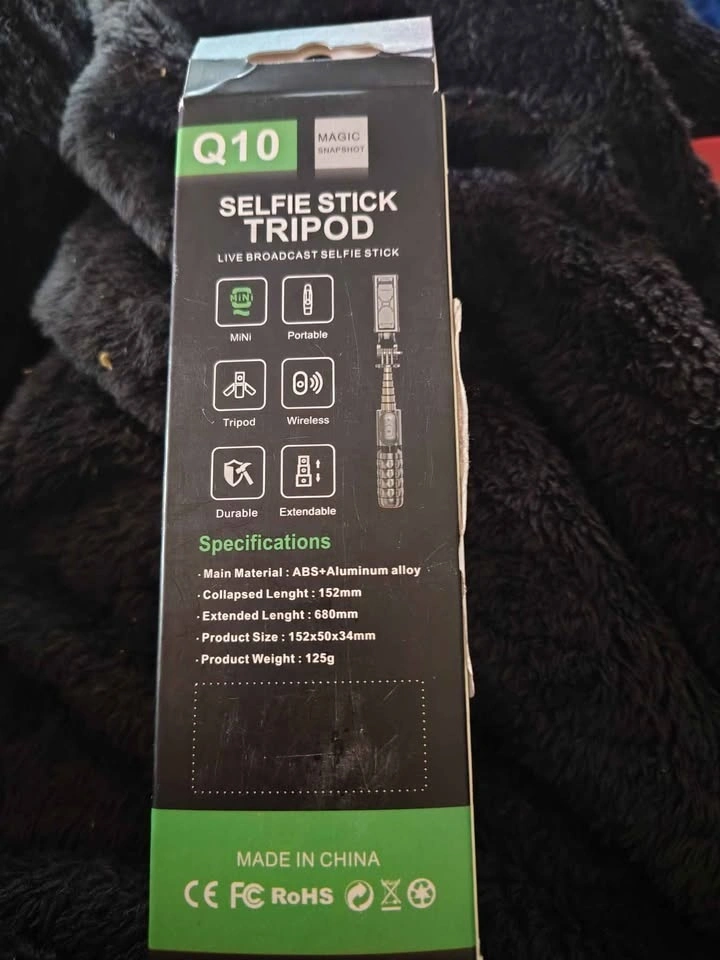 Q10
MAGIC
SNAPSHOT
SELFIE STICK
TRIPOD
LIVE BROADCAST SELFIE STICK
MiNi
MiNi
Portable
Tripod
Wireless
Durable
Extendable
Specifications
· Main Material : ABS+Aluminum alloy
· Collapsed Lenght : 152mm
· Extended Lenght : 680mm
· Product Size : 152x50x34mm
· Product Weight : 125g
MADE IN CHINA
CE FC RoHS